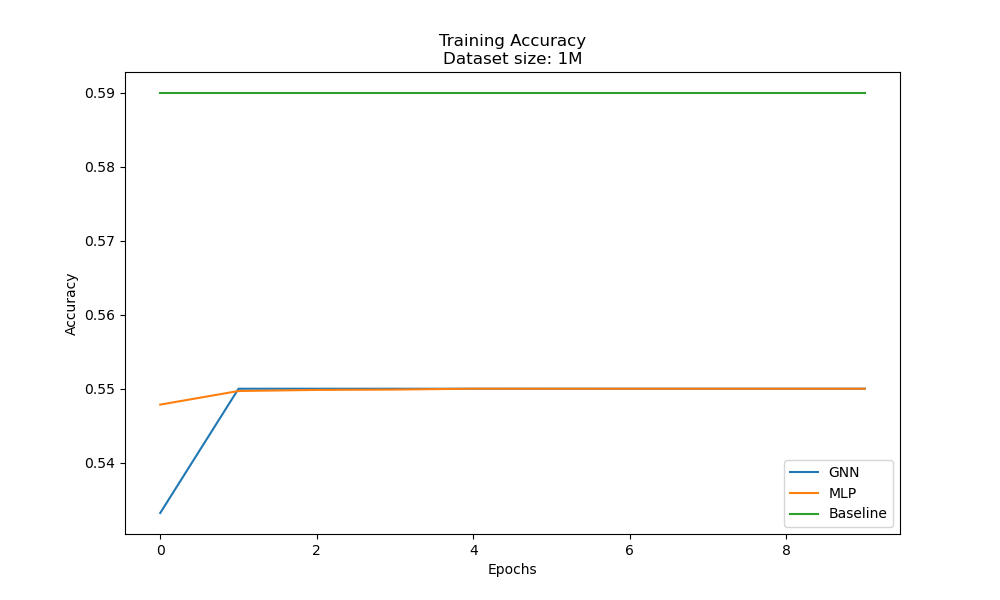 Training Accuracy
Dataset size: 1M
0.59
0.58
0.57
0.56
0.55
0.54
Accuracy
0
2
4
6
8
Epochs
GNN
MLP
Baseline